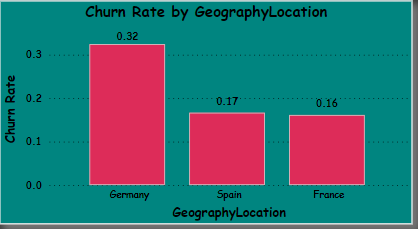 Churn Rate by GeographyLocation
Churn Rate
0.3
0.2
0.1
0.0
0.32
0.17
0.16
Germany
Spain
France
GeographyLocation